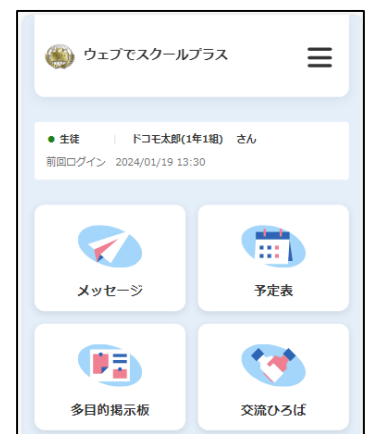 ウェブでスクールプラス
生徒 ドコモ太郎(1年1組) さん
前回ログイン 2024/01/19 13:30
メッセージ 予定表
多目的掲示板 交流ひろば